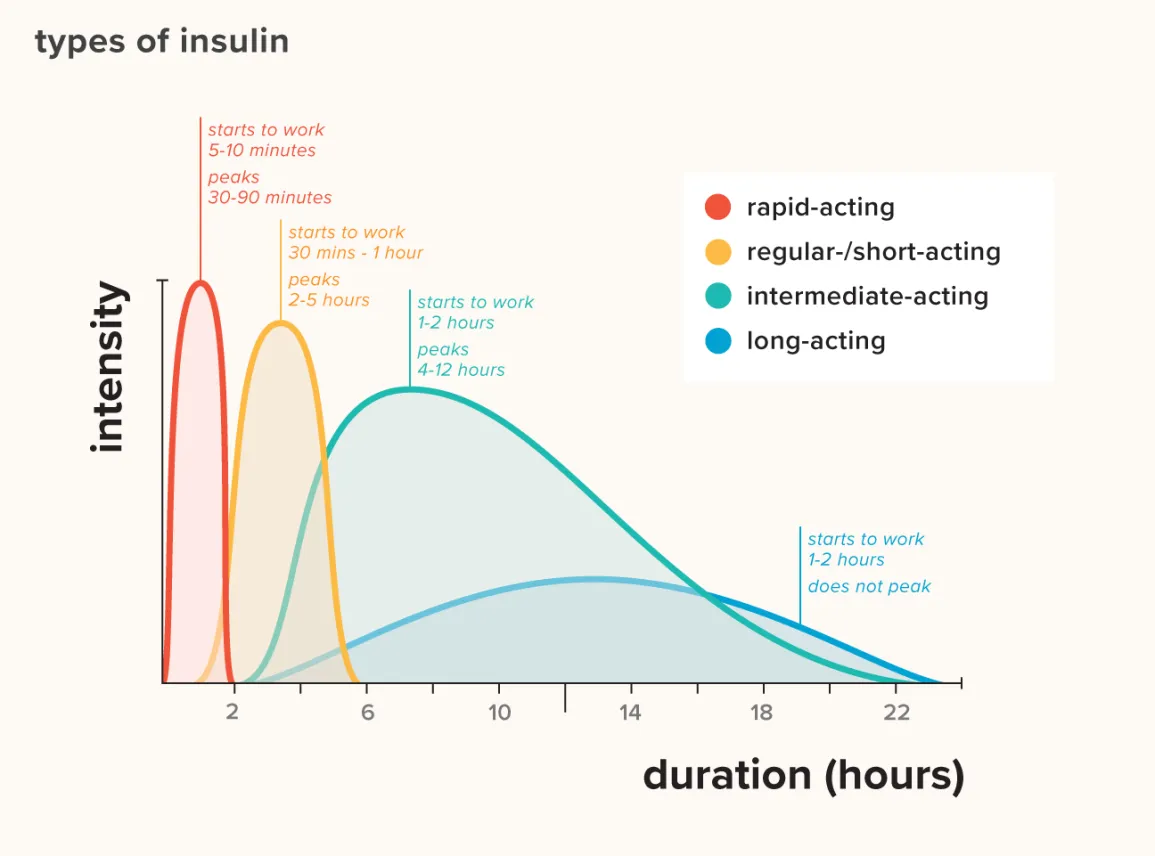 types of insulin
starts to work
5-10 minutes
peaks
30-90 minutes
starts to work
30 mins - 1 hour
peaks
2-5 hours
starts to work
1-2 hours
peaks
4-12 hours
rapid-acting
regular-/short-acting
intermediate-acting
long-acting
intensity
starts to work
1-2 hours
does not peak
2 6 10 14 18 22
duration (hours)